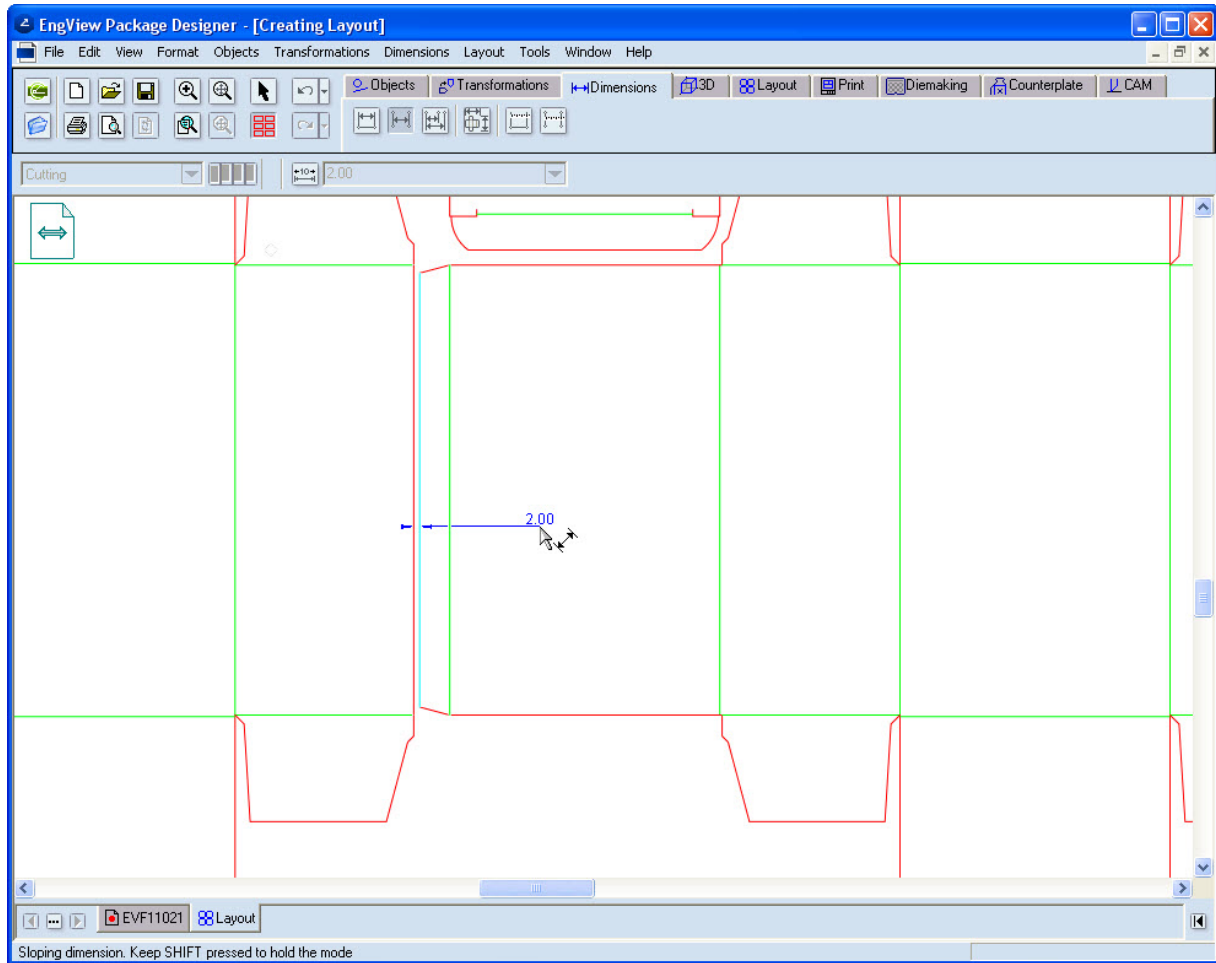 EngView Package Designer - [Creating Layout]
File Edit View Format Objects Transformations Dimensions Layout Tools Window Help
Objects Transformations Dimensions 3D Layout Print Diemaking Counterplate CAM
Cutting 2.00
2.00
EVF11021 Layout
Sloping dimension. Keep SHIFT pressed to hold the mode